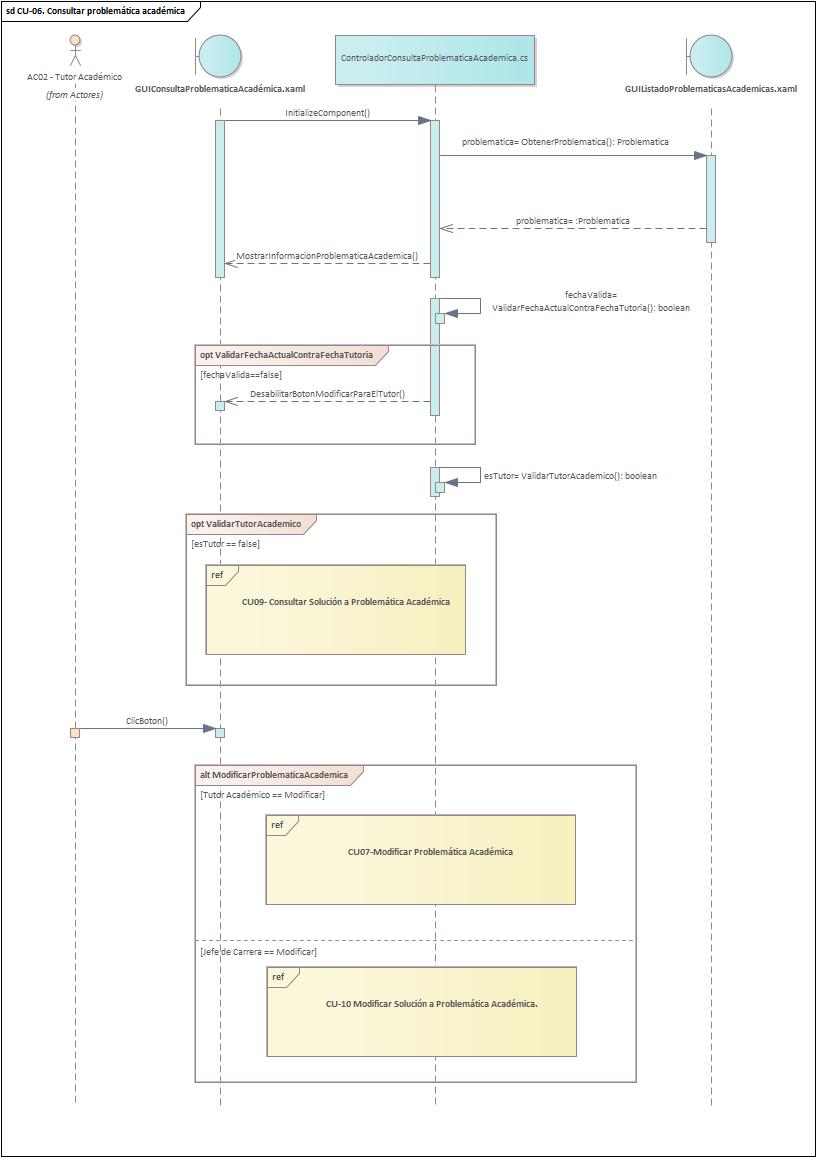 sd CU-06. Consultar problemática académica
AC02 - Tutor Académico
(from Actores)
GUIConsultaProblematicaAcadémica.xaml
ControladorConsultaProblematicaAcademica.cs
GUIListadoProblematicasAcademicas.xaml
InitializeComponent()
problematica= ObtenerProblematica(): Problematica
problematica= :Problematica
MostrarInformacionProblematicaAcademica()
fechaValida=
ValidarFechaActualContraFechaTutoria(): boolean
opt ValidarFechaActualContraFechaTutoria
[fechaValida==false]
DesabilitarBotonModificarParaElTutor()
esTutor= ValidarTutorAcademico(): boolean
opt ValidarTutorAcademico
[esTutor == false]
ref
CU09- Consultar Solución a Problemática Académica
ClicBoton()
alt ModificarProblematicaAcademica
[Tutor Académico == Modificar]
ref
CU07-Modificar Problemática Académica
[Jefe de Carrera == Modificar]
ref
CU-10 Modificar Solución a Problemática Académica.